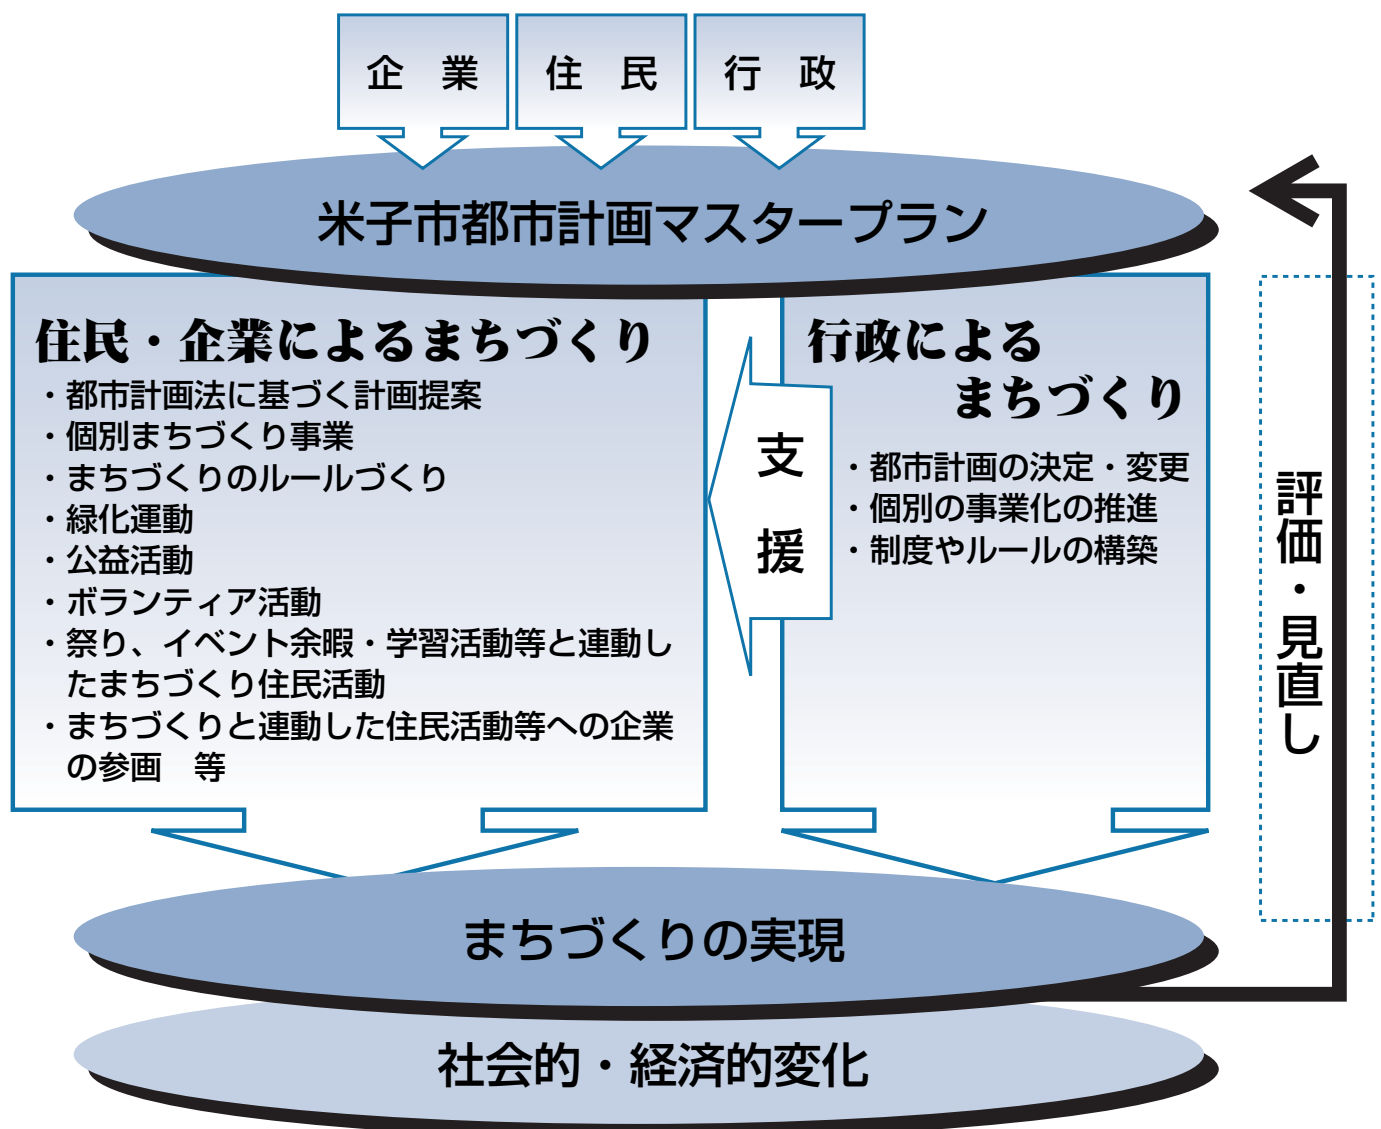 企　業
住　民
行　政
米子市都市計画マスタープラン
住民・企業によるまちづくり
・都市計画法に基づく計画提案
・個別まちづくり事業
・まちづくりのルールづくり
・緑化運動
・公益活動
・ボランティア活動
・祭り、イベント余暇・学習活動等と連動し
たまちづくり住民活動
・まちづくりと連動した住民活動等への企業
の参画　等
支援
行政による
まちづくり
・都市計画の決定・変更
・個別の事業化の推進
・制度やルールの構築
評価・見直し
まちづくりの実現
社会的・経済的変化